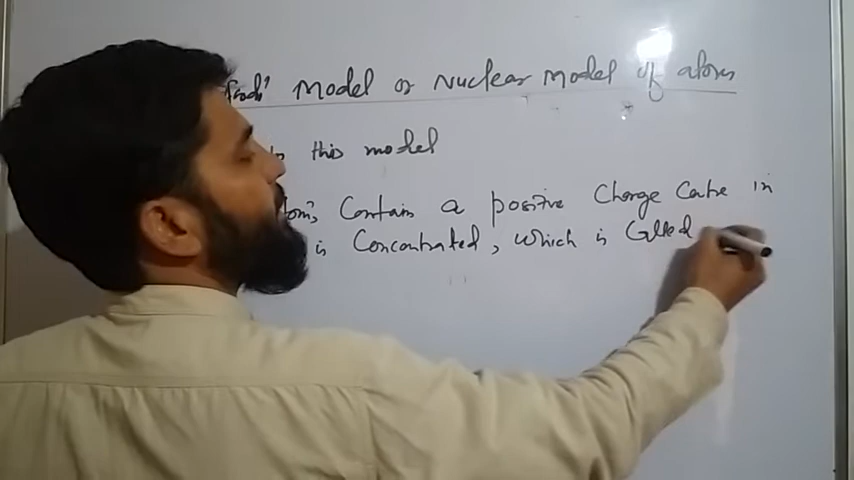 Model or Nuclear Model of atom
this model
Contain a positive Charge Centre in
is Concentrated, which is Called